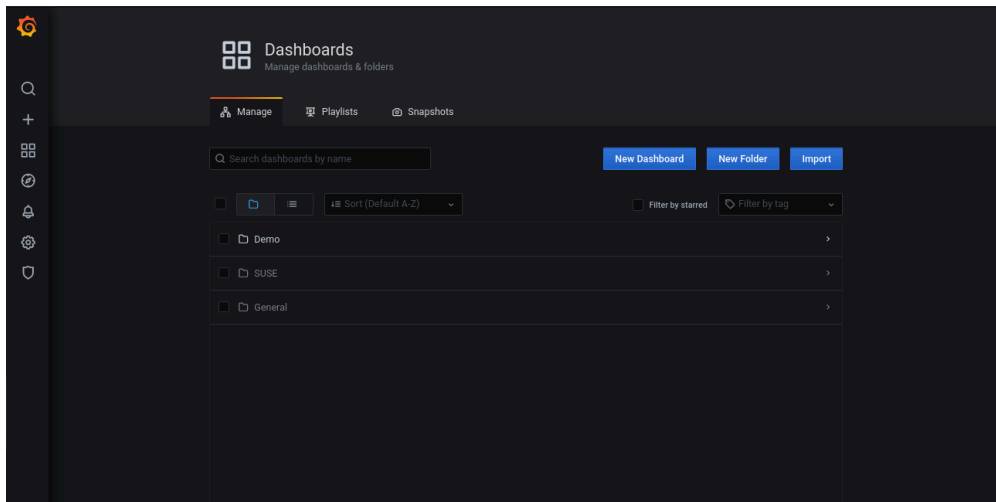 Dashboards
Manage dashboards & folders
Manage Playlists Snapshots
Search dashboards by name New Dashboard New Folder Import
Sort (Default A-Z) Filter by starred Filter by tag
Demo
SUSE
General